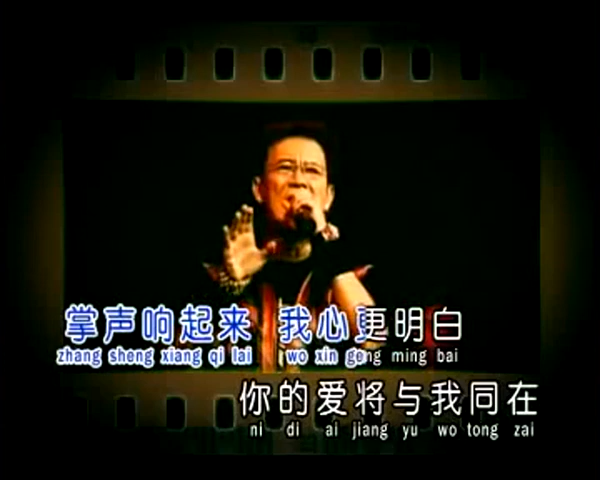 掌声响起来 我心更明白
zhang sheng xiang qi lai wo xin geng ming bai
你的爱将与我同在
ni di ai jiang yu wo tong zai